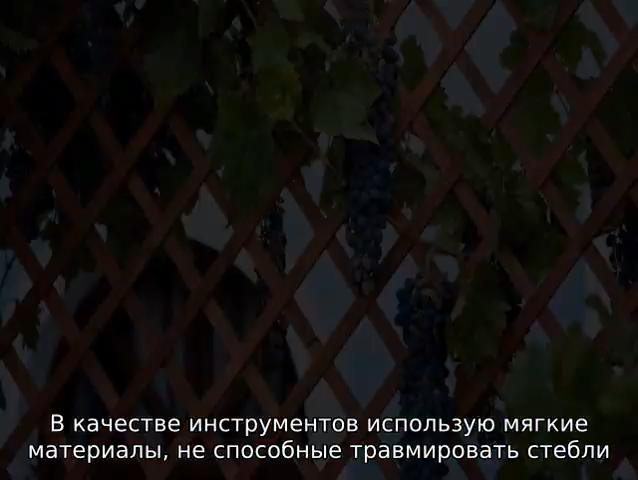 В качестве инструментов использую мягкие
материалы, не способные травмировать стебли